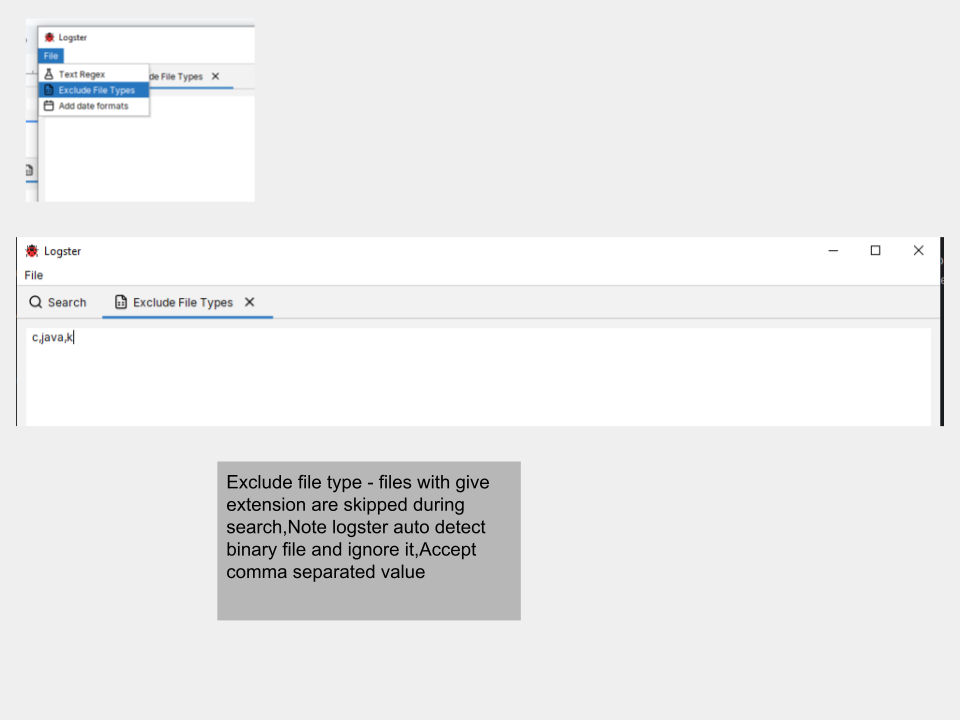 Logster
File
Text Regex
de File Types
Exclude File Types
Add date formats
Logster
File
Search
Exclude File Types
c,java,k
Exclude file type - files with give
extension are skipped during
search,Note logster auto detect
binary file and ignore it,Accept
comma separated value